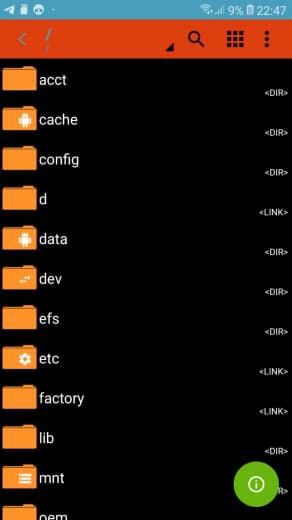 9% 22:47
/
acct
<DIR>
cache
<DIR>
config
<DIR>
d
<LINK>
data
<DIR>
dev
<DIR>
efs
<DIR>
etc
<LINK>
factory
<LINK>
lib
<DIR>
mnt
R>
oem